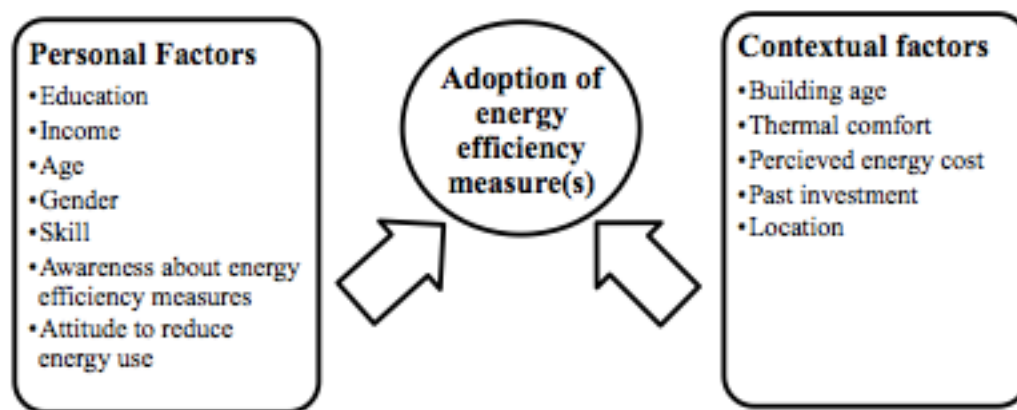 Personal Factors
•Education
•Income
•Age
•Gender
•Skill
•Awareness about energy
efficiency measures
•Attitude to reduce
energy use
Adoption of
energy
efficiency
measure(s)
Contextual factors
•Building age
•Thermal comfort
•Percieved energy cost
•Past investment
•Location